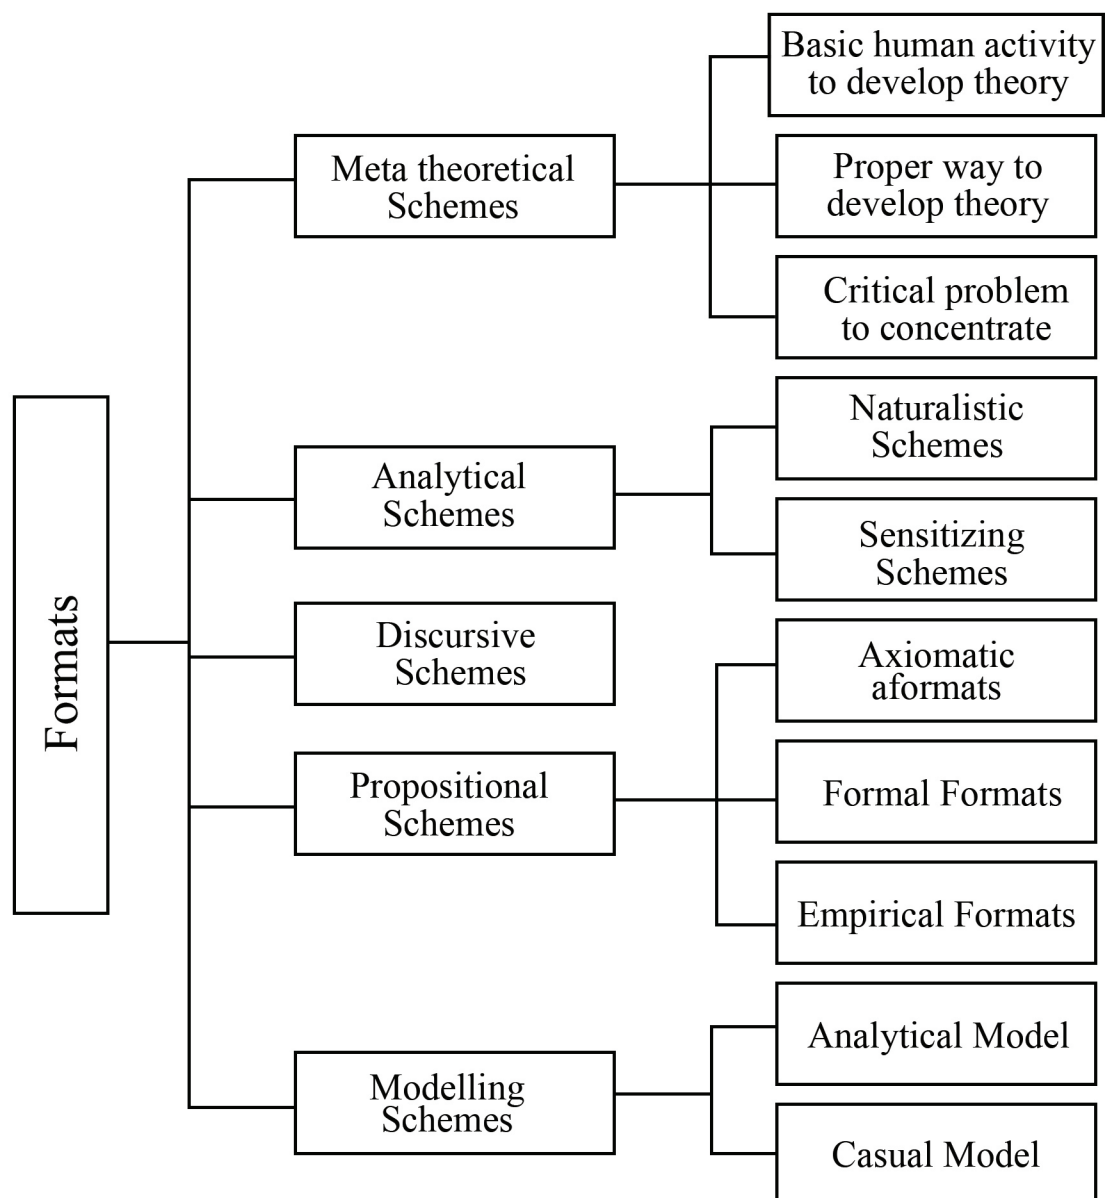 Formats
Meta theoretical
Schemes
Basic human activity
to develop theory
Proper way to
develop theory
Critical problem
to concentrate
Analytical
Schemes
Naturalistic
Schemes
Sensitizing
Schemes
Discursive
Schemes
Propositional
Schemes
Axiomatic
aformats
Formal Formats
Empirical Formats
Modelling
Schemes
Analytical Model
Casual Model